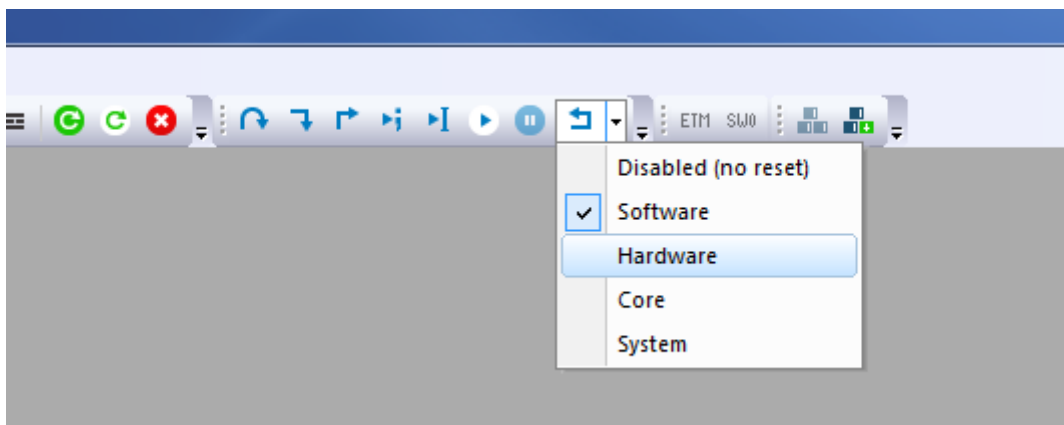 ETM SWO
Disabled (no reset)
Software
Hardware
Core
System